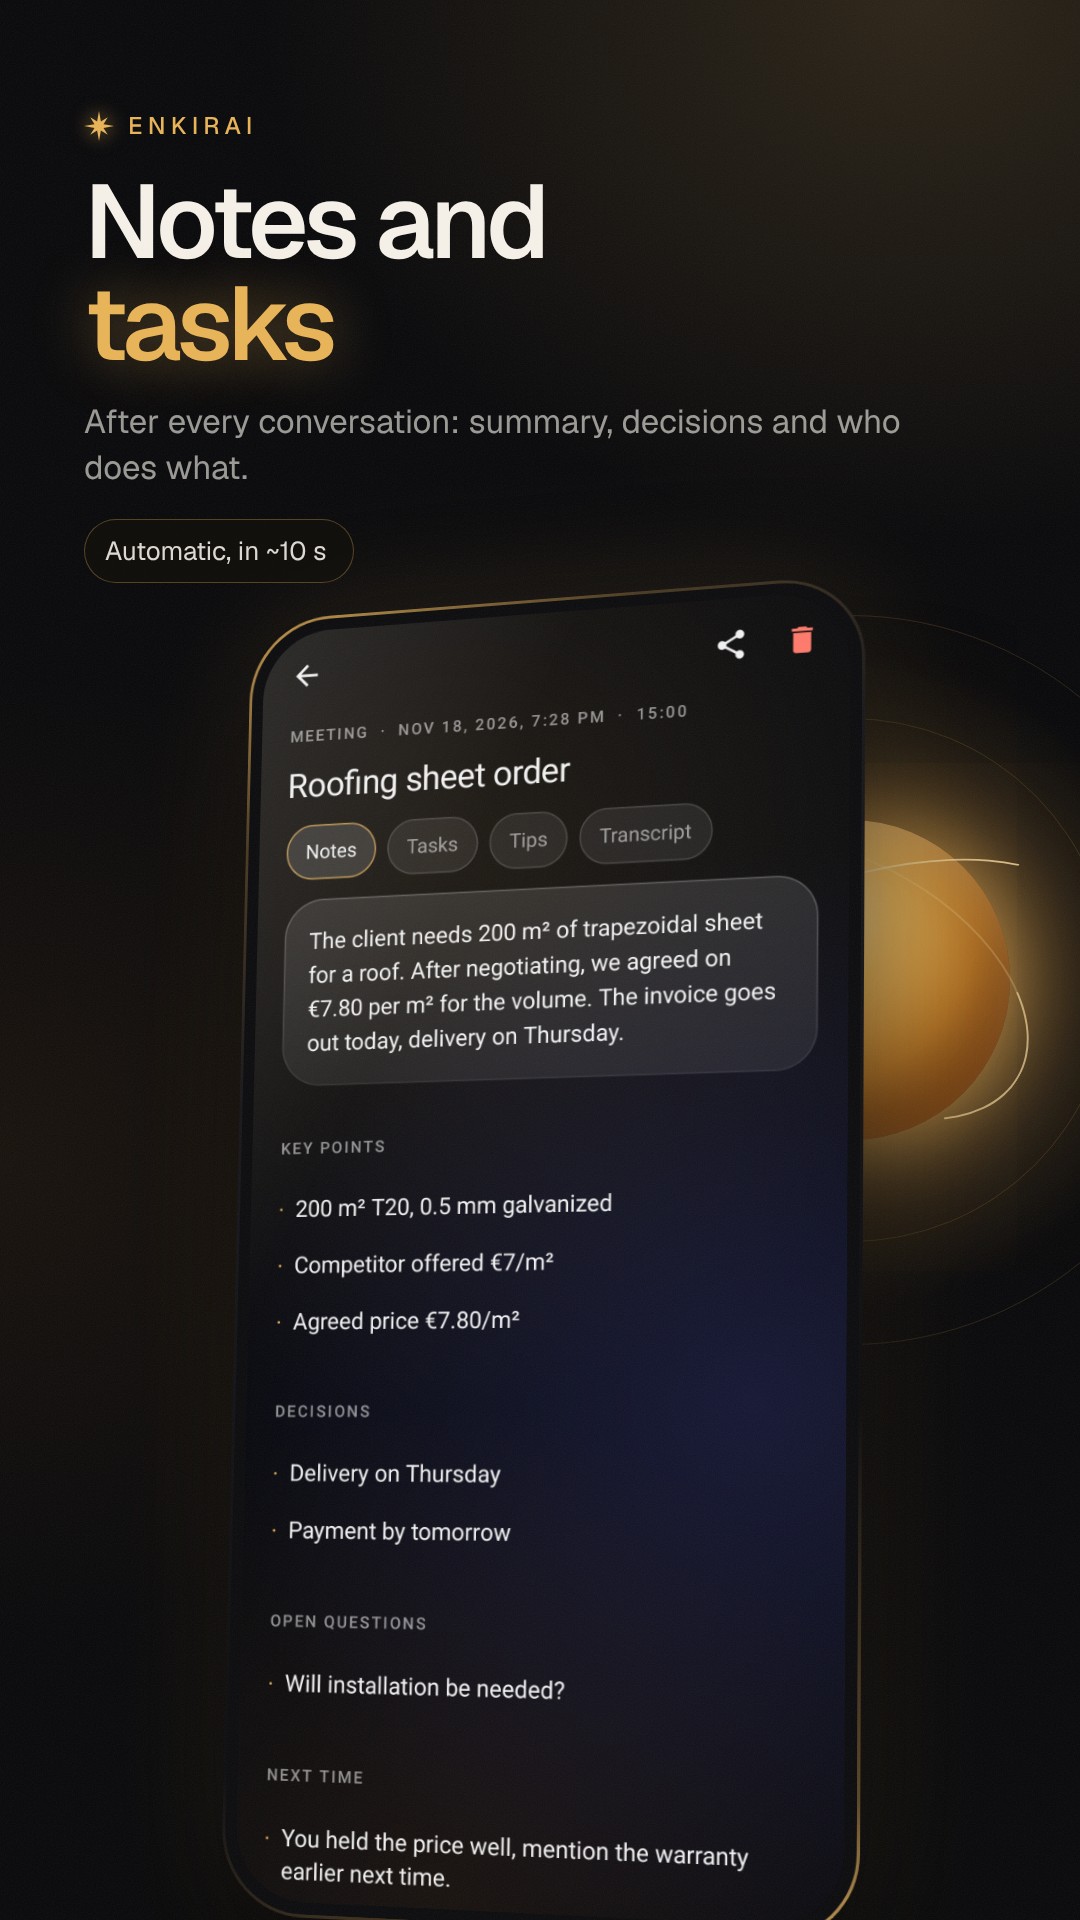 ENKIRAI
Notes and
tasks
After every conversation: summary, decisions and who
does what.
Automatic, in ~10 s
MEETING · NOV 18, 2026, 7:28 PM · 15:00
Roofing sheet order
Notes Tasks Tips Transcript
The client needs 200 m² of trapezoidal sheet
for a roof. After negotiating, we agreed on
€7.80 per m² for the volume. The invoice goes
out today, delivery on Thursday.
KEY POINTS
· 200 m² T20, 0.5 mm galvanized
· Competitor offered €7/m²
· Agreed price €7.80/m²
DECISIONS
· Delivery on Thursday
· Payment by tomorrow
OPEN QUESTIONS
· Will installation be needed?
NEXT TIME
· You held the price well, mention the warranty
earlier next time.